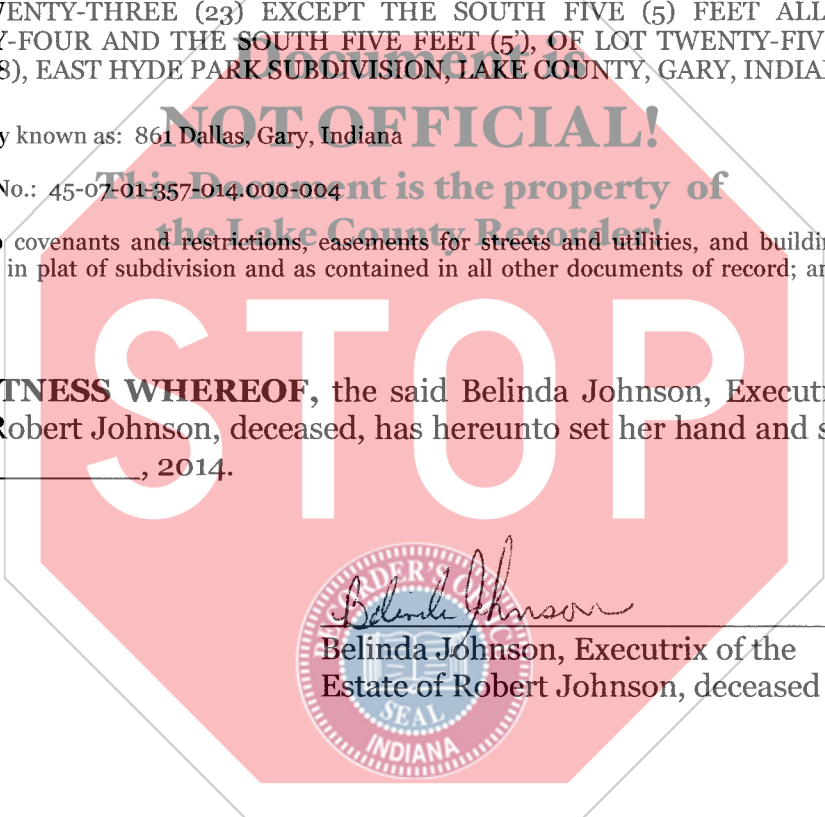 ENTY-THREE (23) EXCEPT THE SOUTH FIVE (5) FEET ALL
Y-FOUR AND THE SOUTH FIVE FEET (5'), OF LOT TWENTY-FIV
8), EAST HYDE PARK SUBDIVISION, LAKE COUNTY, GARY, INDIA
Document is
NOT OFFICIAL!
y known as: 861 Dallas, Gary, Indiana
This Document is the property of
No.: 45-07-01-357-014.000-004
the Lake County Recorder!
covenants and restrictions, easements for streets and utilities, and buildin
in plat of subdivision and as contained in all other documents of record; a
STOP
TNESS WHEREOF, the said Belinda Johnson, Execut
Robert Johnson, deceased, has hereunto set her hand and s
, 2014.
Belinda Johnson
Belinda Johnson, Executrix of the
Estate of Robert Johnson, deceased
SEAL
INDIANA